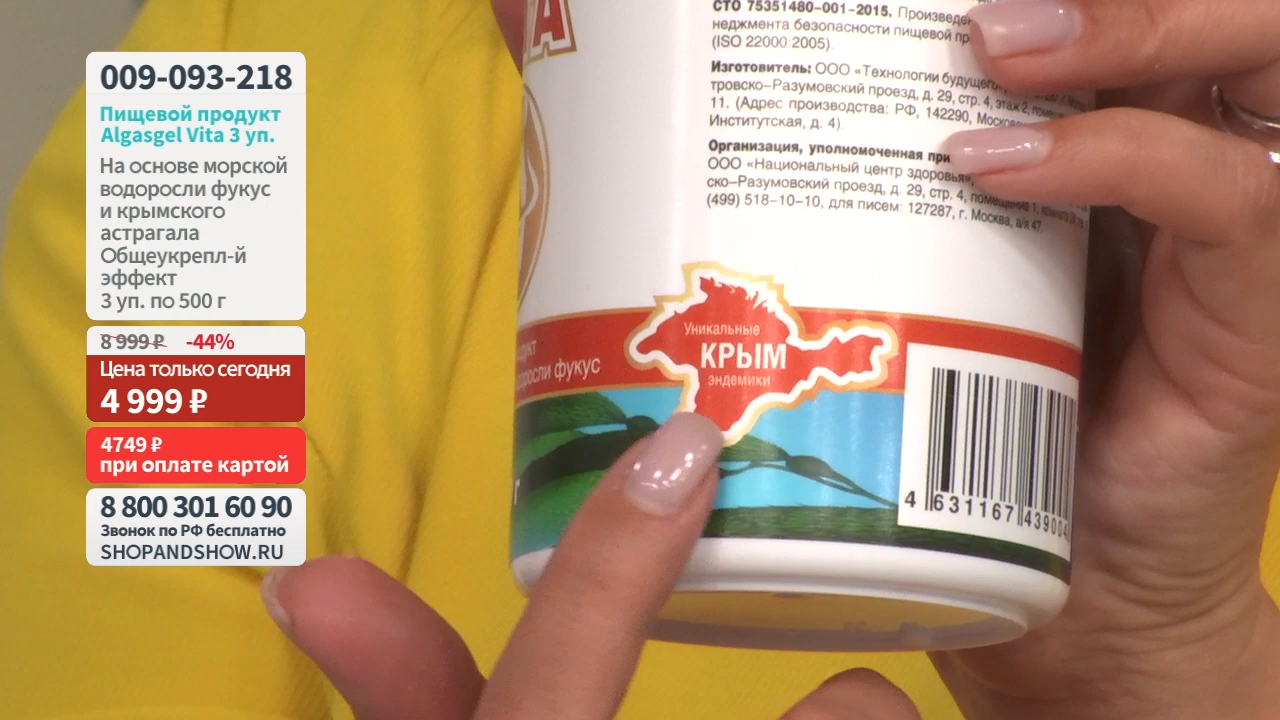 009-093-218
Пищевой продукт
Algasgel Vita 3 уп.
На основе морской
водоросли фукус
и крымского
астрагала
Общеукрепл-й
эффект
3 уп. по 500 г
8 999 ₽ -44%
Цена только сегодня
4 999 ₽
4749 ₽
при оплате картой
8 800 301 60 90
Звонок по РФ бесплатно
SHOPANDSHOW.RU
СТО 75351480-001-2015. Произведе
неджмента безопасности пищевой пр
(ISO 22000:2005).
Изготовитель: ООО «Технологии будущего
тровско-Разумовский проезд, д. 29, стр. 4, этаж 2,
11. (Адрес производства: РФ, 142290, Моско
Институтская, д. 4).
Организация, уполномоченная при
ООО «Национальный центр здоровья»
ско-Разумовский проезд, д. 29, стр. 4, помещение 1,
(499) 518-10-10, для писем: 127287, г. Москва, а/я 47.
Уникальные
КРЫМ
эндемики
фукус
4 631167 43900